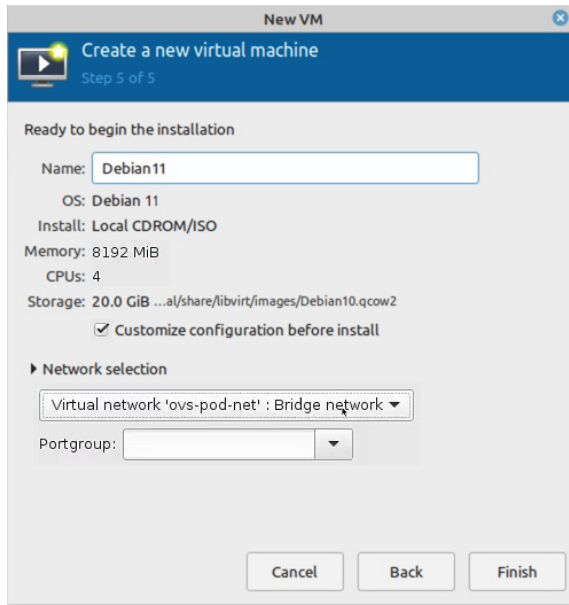 New VM
Create a new virtual machine
Step 5 of 5
Ready to begin the installation
Name: Debian11
OS: Debian 11
Install: Local CDROM/ISO
Memory: 8192 MiB
CPUs: 4
Storage: 20.0 GiB ...al/share/libvirt/images/Debian10.qcow2
Customize configuration before install
Network selection
Virtual network 'ovs-pod-net' : Bridge network
Portgroup:
Cancel Back Finish